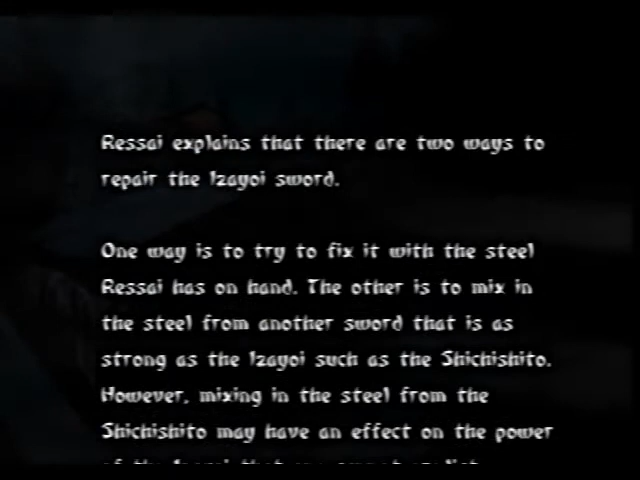 Ressai explains that there are two ways to
repair the Izayoi sword.
One way is to try to fix it with the steel
Ressai has on hand. The other is to mix in
the steel from another sword that is as
strong as the Izayoi such as the Shichishito.
However, mixing in the steel from the
Shichishito may have an effect on the power